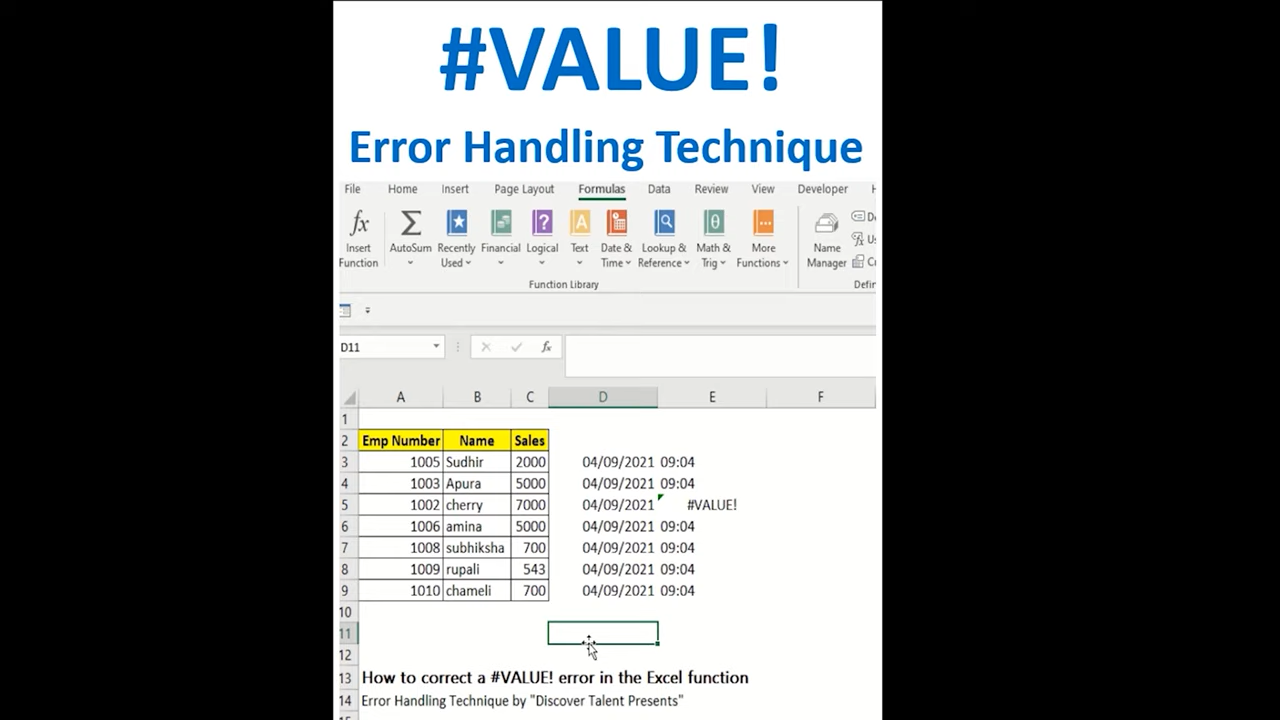 #VALUE!
Error Handling Technique
File Home Insert Page Layout Formulas Data Review View Developer
Insert Function
AutoSum
Recently Used
Financial
Logical
Text
Date & Time
Lookup & Reference
Math & Trig
More Functions
Name Manager
Function Library
D11
fx
A B C D E F
1
2 Emp Number Name Sales
3 1005 Sudhir 2000 04/09/2021 09:04
4 1003 Apura 5000 04/09/2021 09:04
5 1002 cherry 7000 04/09/2021 #VALUE!
6 1006 amina 5000 04/09/2021 09:04
7 1008 subhiksha 700 04/09/2021 09:04
8 1009 rupali 543 04/09/2021 09:04
9 1010 chameli 700 04/09/2021 09:04
10
11
12
13 How to correct a #VALUE! error in the Excel function
14 Error Handling Technique by "Discover Talent Presents"